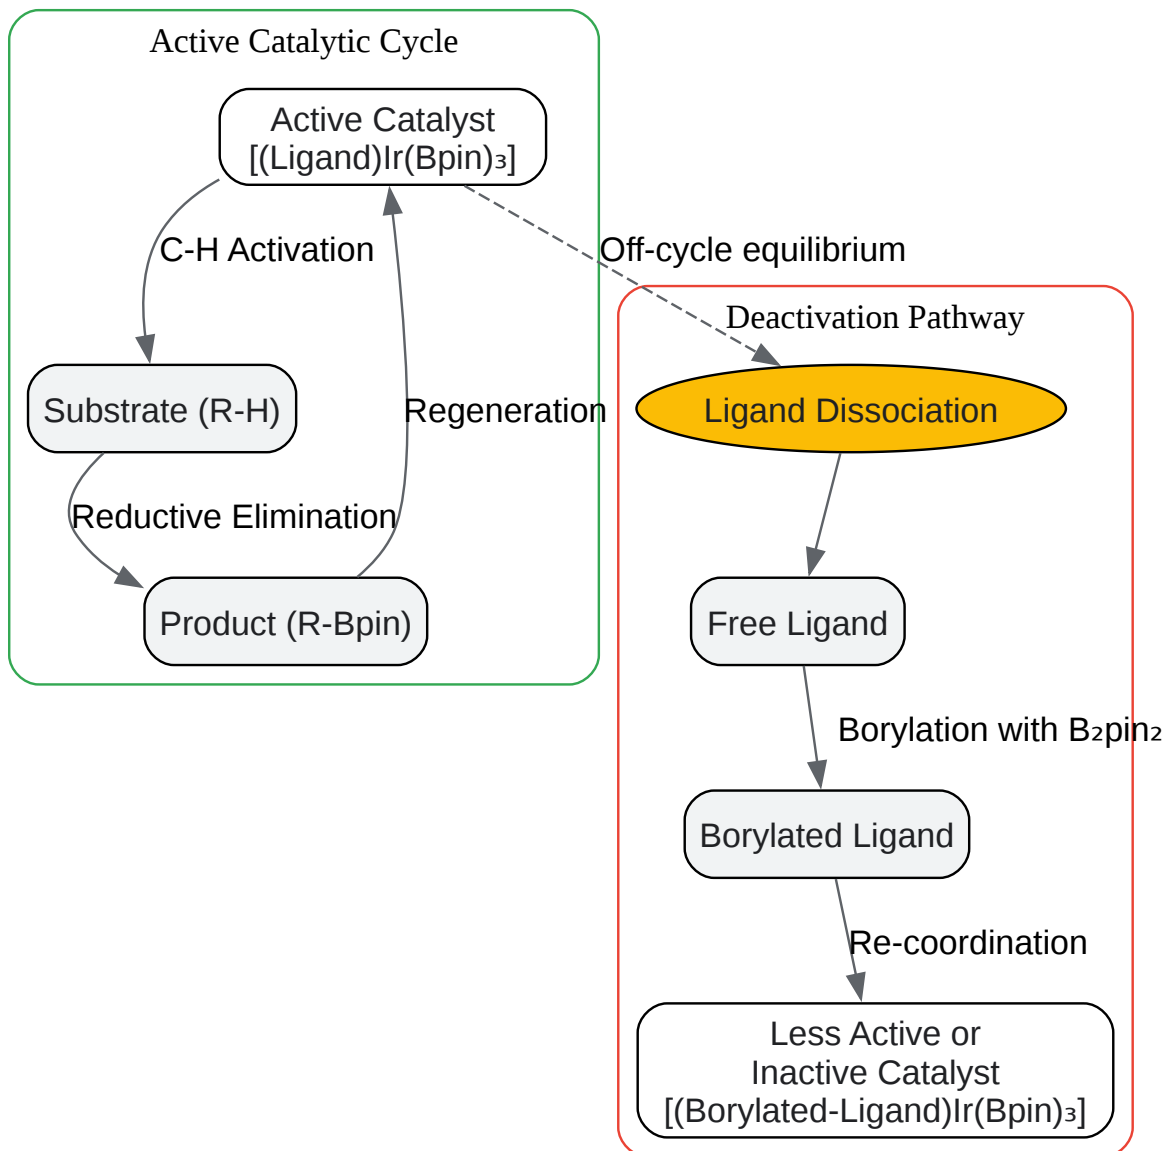 Active Catalytic Cycle
Active Catalyst
[(Ligand)Ir(Bpin)₃]
C-H Activation
Off-cycle equilibrium
Deactivation Pathway
Substrate (R-H)
Regeneration
Ligand Dissociation
Reductive Elimination
Product (R-Bpin)
Free Ligand
Borylation with B₂pin₂
Borylated Ligand
Re-coordination
Less Active or
Inactive Catalyst
[(Borylated-Ligand)Ir(Bpin)₃]